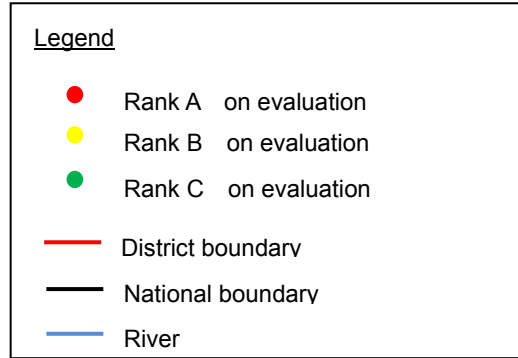 Legend
Rank A on evaluation
Rank B on evaluation
Rank C on evaluation
District boundary
National boundary
River